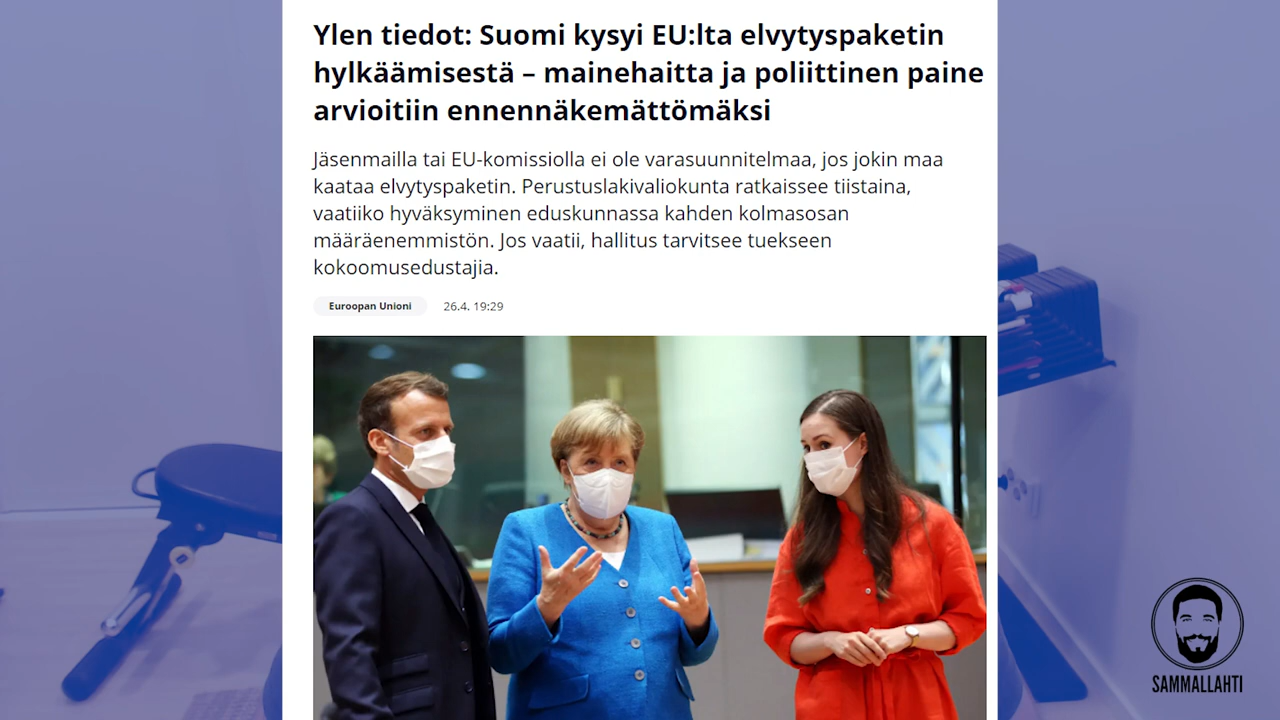 Ylen tiedot: Suomi kysyi EU:lta elvytyspaketin
hylkäämisestä – mainehaitta ja poliittinen paine
arvioitiin ennennäkemättömäksi
Jäsenmailla tai EU-komissiolla ei ole varasuunnitelmaa, jos jokin maa
kaataa elvytyspaketin. Perustuslakivaliokunta ratkaissee tiistaina,
vaatiiko hyväksyminen eduskunnassa kahden kolmasosan
määräenemmistön. Jos vaatii, hallitus tarvitsee tuekseen
kokoomusedustajia.
Euroopan Unioni 26.4. 19:29
SAMMALLAHTI